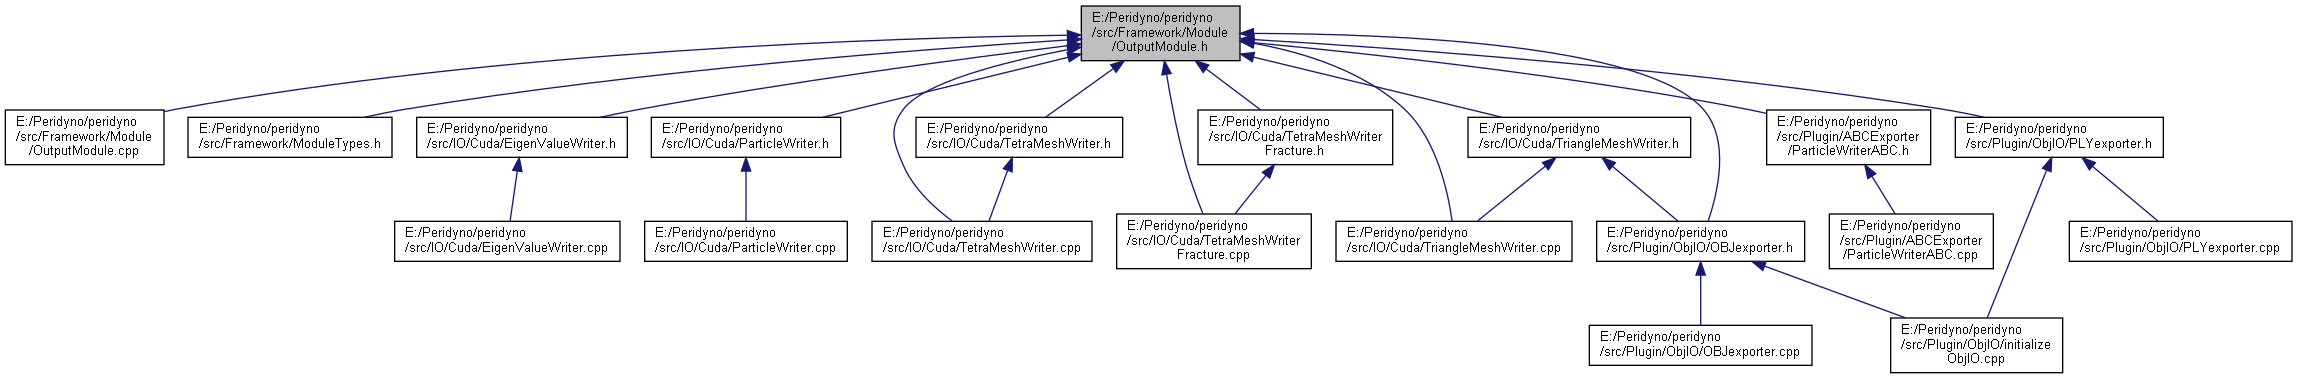 E:/Peridyno/peridyno
/src/Framework/Module
/OutputModule.h
E:/Peridyno/peridyno
/src/Framework/Module
/OutputModule.cpp
E:/Peridyno/peridyno
/src/Framework/ModuleTypes.h
E:/Peridyno/peridyno
/src/IO/Cuda/EigenValueWriter.h
E:/Peridyno/peridyno
/src/IO/Cuda/ParticleWriter.h
E:/Peridyno/peridyno
/src/IO/Cuda/TetraMeshWriter.h
E:/Peridyno/peridyno
/src/IO/Cuda/TetraMeshWriter
Fracture.h
E:/Peridyno/peridyno
/src/IO/Cuda/TriangleMeshWriter.h
E:/Peridyno/peridyno
/src/Plugin/ABCExporter
/ParticleWriterABC.h
E:/Peridyno/peridyno
/src/Plugin/ObjIO/PLYexporter.h
E:/Peridyno/peridyno
/src/IO/Cuda/EigenValueWriter.cpp
E:/Peridyno/peridyno
/src/IO/Cuda/ParticleWriter.cpp
E:/Peridyno/peridyno
/src/IO/Cuda/TetraMeshWriter.cpp
E:/Peridyno/peridyno
/src/IO/Cuda/TetraMeshWriter
Fracture.cpp
E:/Peridyno/peridyno
/src/IO/Cuda/TriangleMeshWriter.cpp
E:/Peridyno/peridyno
/src/Plugin/ObjIO/OBJexporter.h
E:/Peridyno/peridyno
/src/Plugin/ABCExporter
/ParticleWriterABC.cpp
E:/Peridyno/peridyno
/src/Plugin/ObjIO/PLYexporter.cpp
E:/Peridyno/peridyno
/src/Plugin/ObjIO/OBJexporter.cpp
E:/Peridyno/peridyno
/src/Plugin/ObjIO/initialize
ObjIO.cpp